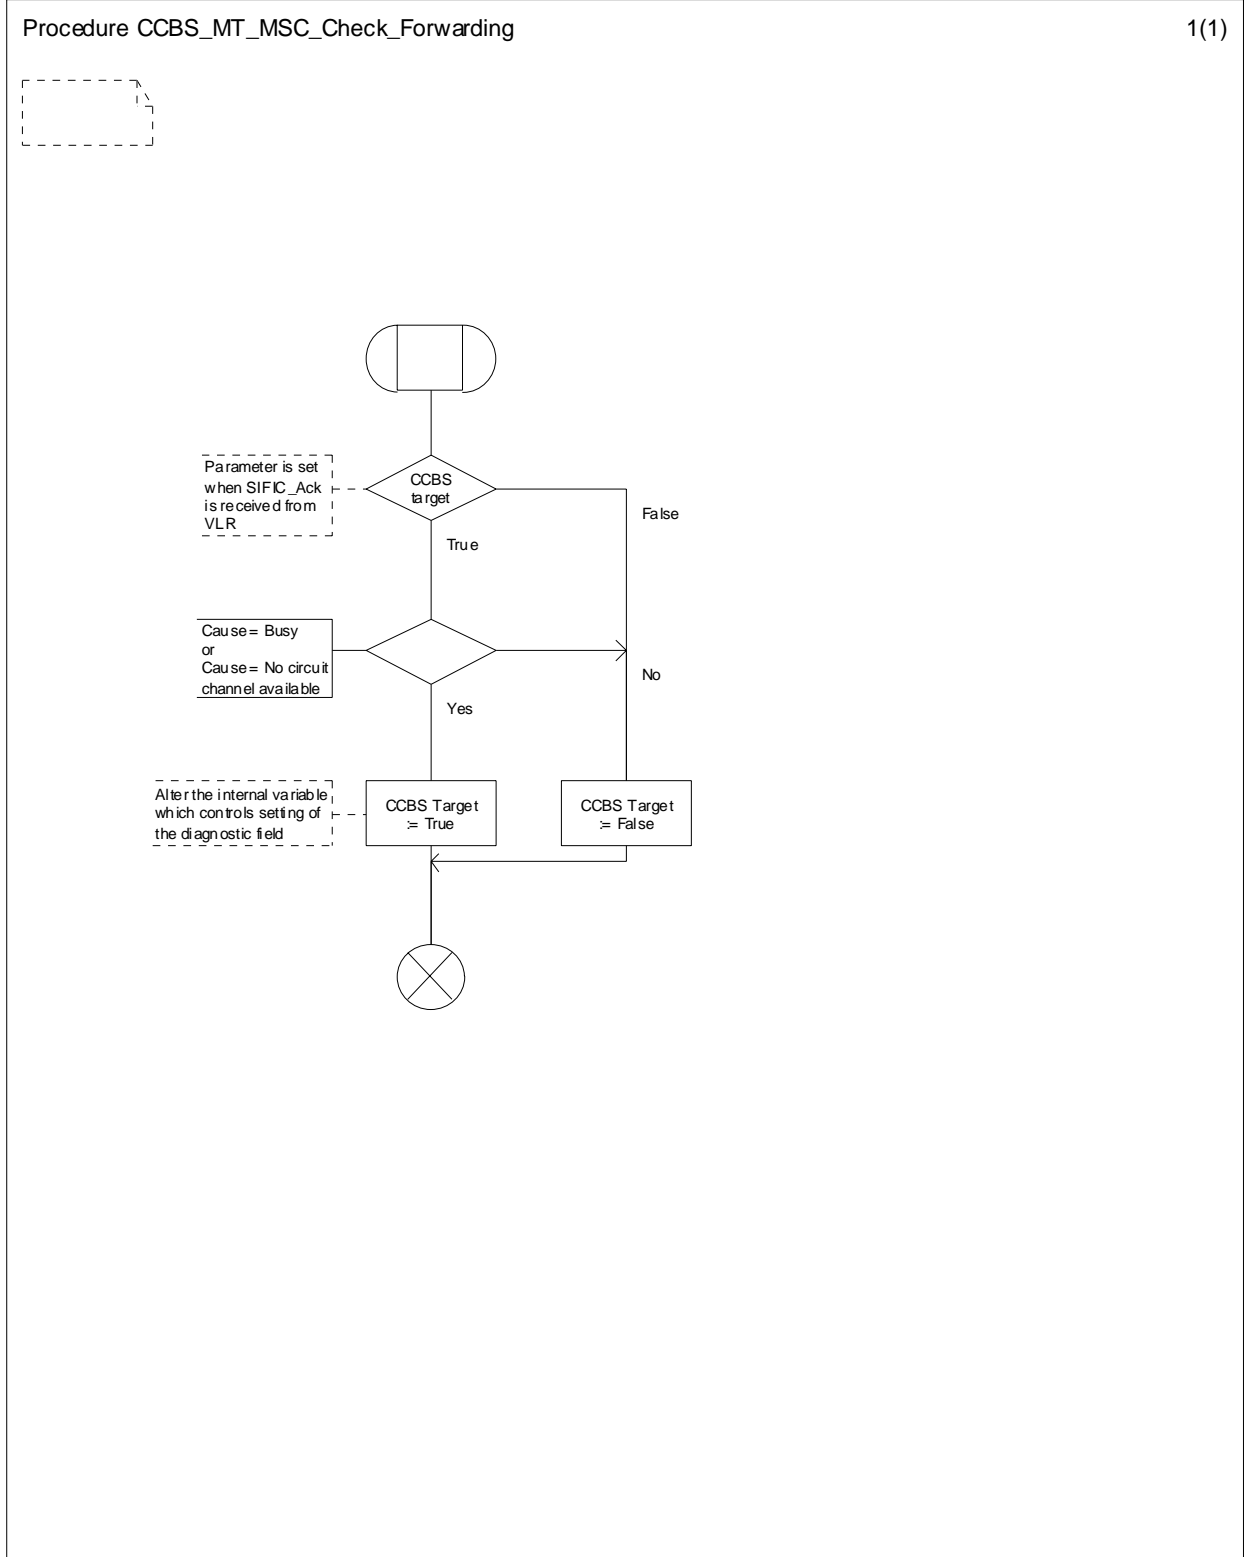 Procedure CCBS_MT_MSC_Check_Forwarding
1(1)
Parameter is set
when SIFIC_Ack
is received from
VLR
CCBS
target
False
True
Cause= Busy
or
Cause= No circuit
channel available
No
Yes
Alter the internal variable
which controls setting of
the diagnostic field
CCBS Target
:= True
CCBS Target
:= False